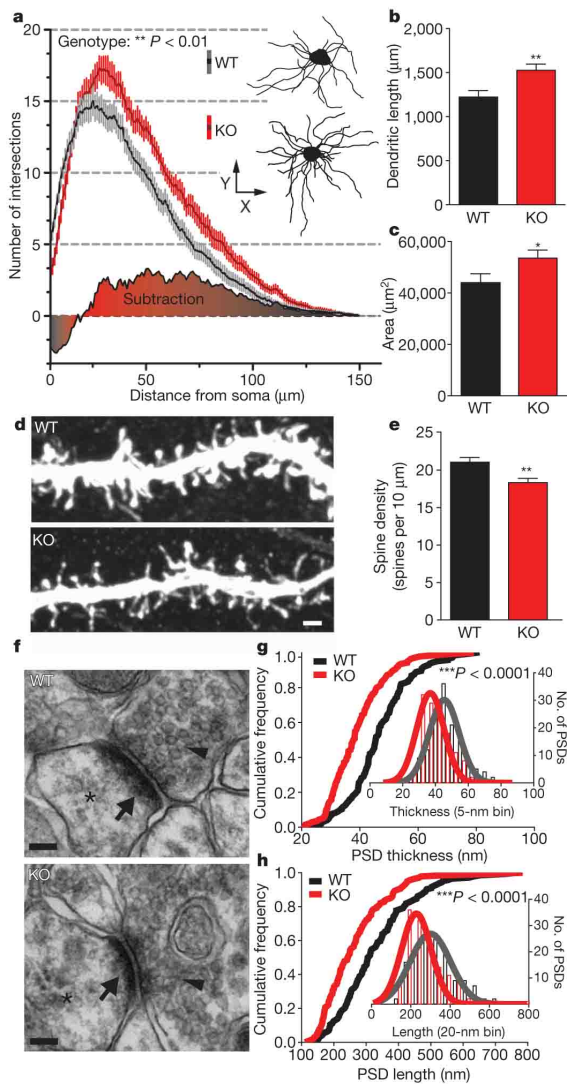 a
20
15
10
5
0
Number of intersections
Genotype: ** P < 0.01
WT
KO
Y
X
Subtraction
0
50
100
150
Distance from soma (μm)
b
2,000
1,500
1,000
500
0
Dendritic length (μm)
**
WT
KO
c
60,000
40,000
20,000
0
Area (μm²)
*
WT
KO
d
WT
KO
e
25
20
15
10
5
0
Spine density
(spines per 10 μm)
**
WT
KO
f
WT
*
KO
*
g
1.0
0.8
0.6
0.4
0.2
0.0
Cumulative frequency
WT
KO
***P < 0.0001
40
30
20
10
0
No. of PSDs
0 20 40 60 80 100
Thickness (5-nm bin)
20 40 60 80 100
PSD thickness (nm)
h
1.0
0.8
0.6
0.4
0.2
0.0
Cumulative frequency
WT
KO
***P < 0.0001
40
30
20
10
No. of PSDs
0 200 400 600 800
Length (20-nm bin)
100 200 300 400 500 600 700 800
PSD length (nm)